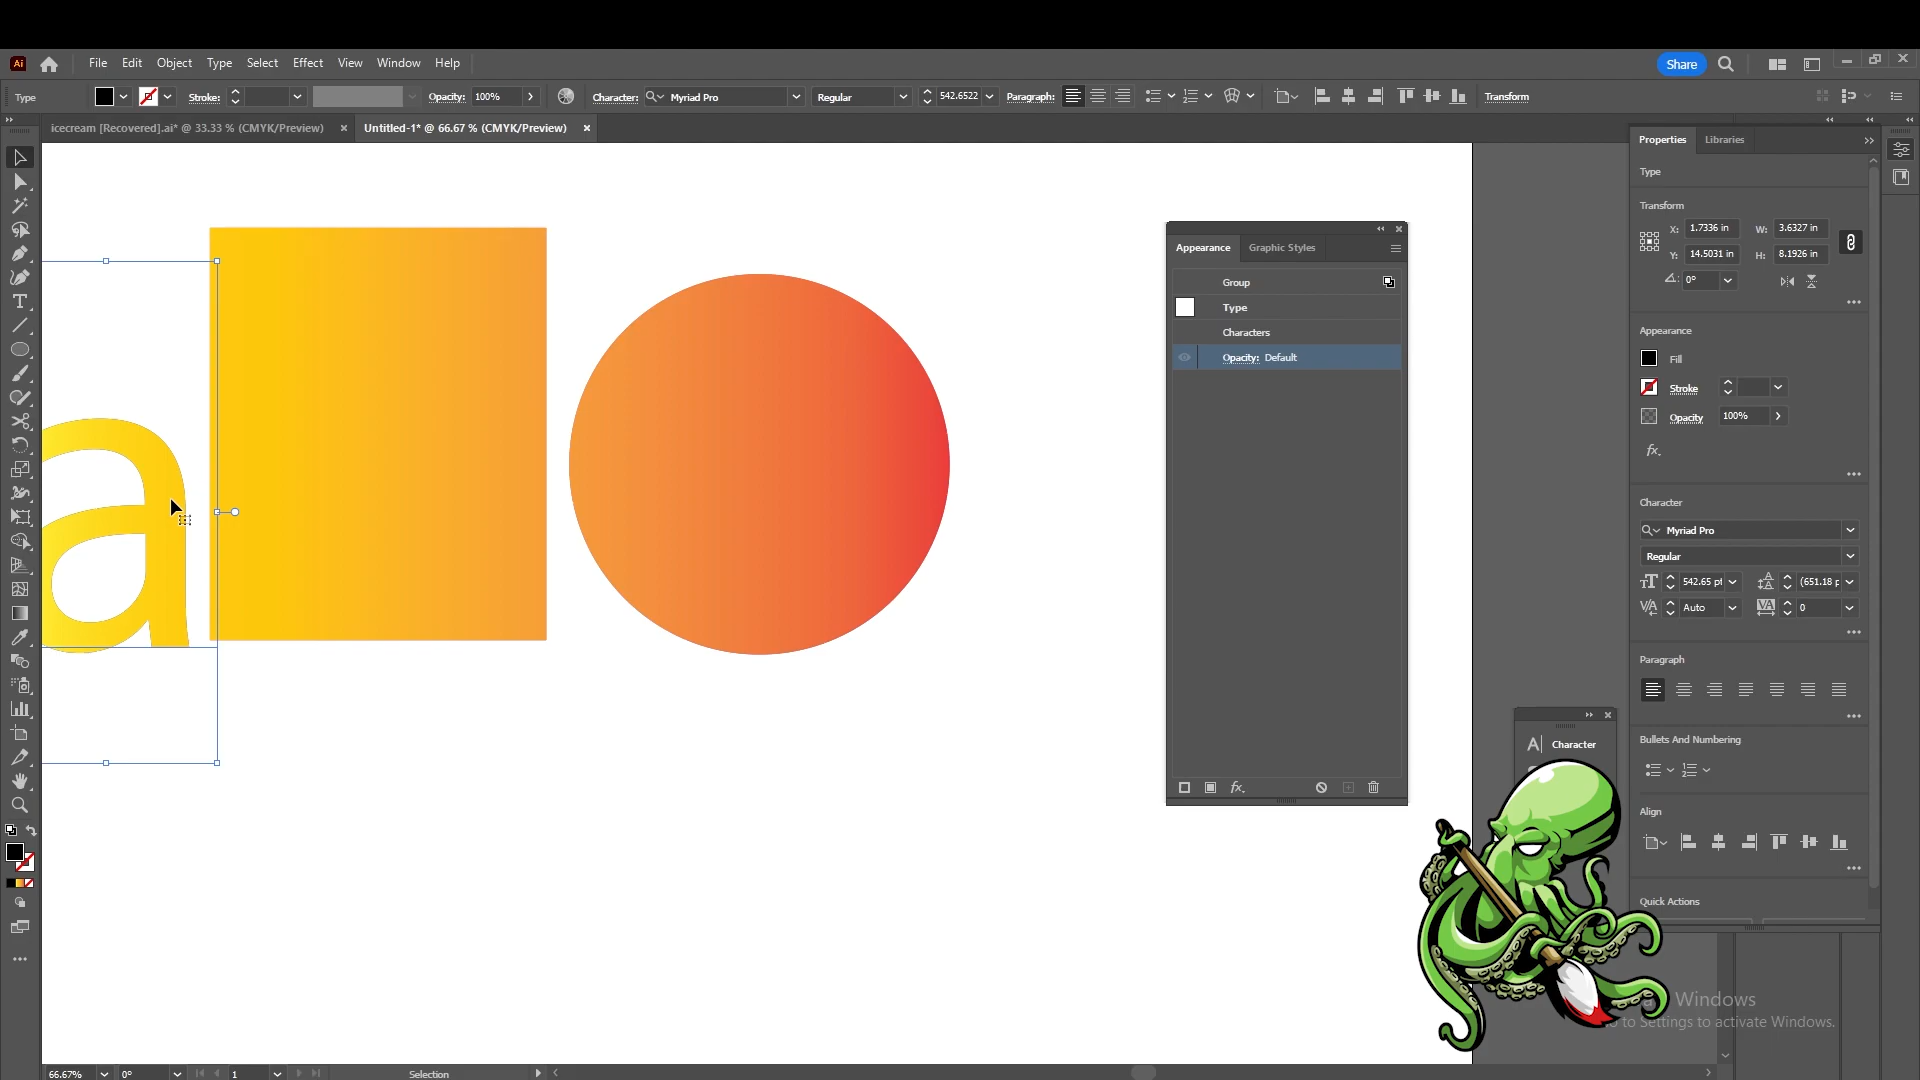 Ai File Edit Object Type Select Effect View Window Help Share
Type Stroke: Opacity: 100% Character: Myriad Pro Regular 542.6522 Paragraph: Transform
icecream [Recovered].ai* @ 33.33 % (CMYK/Preview) × Untitled-1* @ 66.67 % (CMYK/Preview) ×
Properties Libraries
Type
Transform
X: 1.7336 in W: 3.6327 in
Y: 14.5031 in H: 8.1926 in
0°
Appearance
Fill
Stroke
Opacity 100%
fx.
Character
Myriad Pro
Regular
542.65 pt (651.18 p
Auto 0
Paragraph
Bullets And Numbering
Align
Quick Actions
Appearance Graphic Styles
Group
Type
Characters
Opacity: Default
fx.
A Character
a
Windows
to Settings to activate Windows.
66.67% 0° 1 Selection